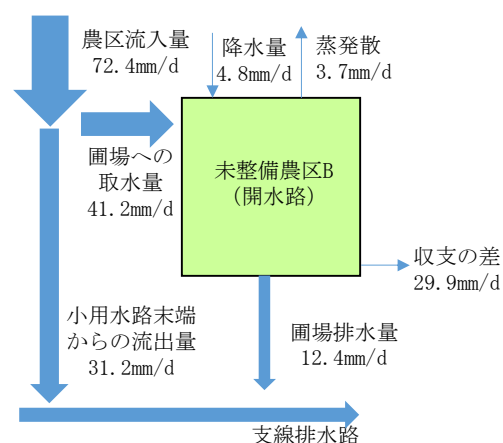 農区流入量
72.4mm/d
降水量
4.8mm/d
蒸発散
3.7mm/d
圃場への
取水量
41.2mm/d
未整備農区B
(開水路)
収支の差
29.9mm/d
小用水路末端
からの流出量
31.2mm/d
圃場排水量
12.4mm/d
支線排水路